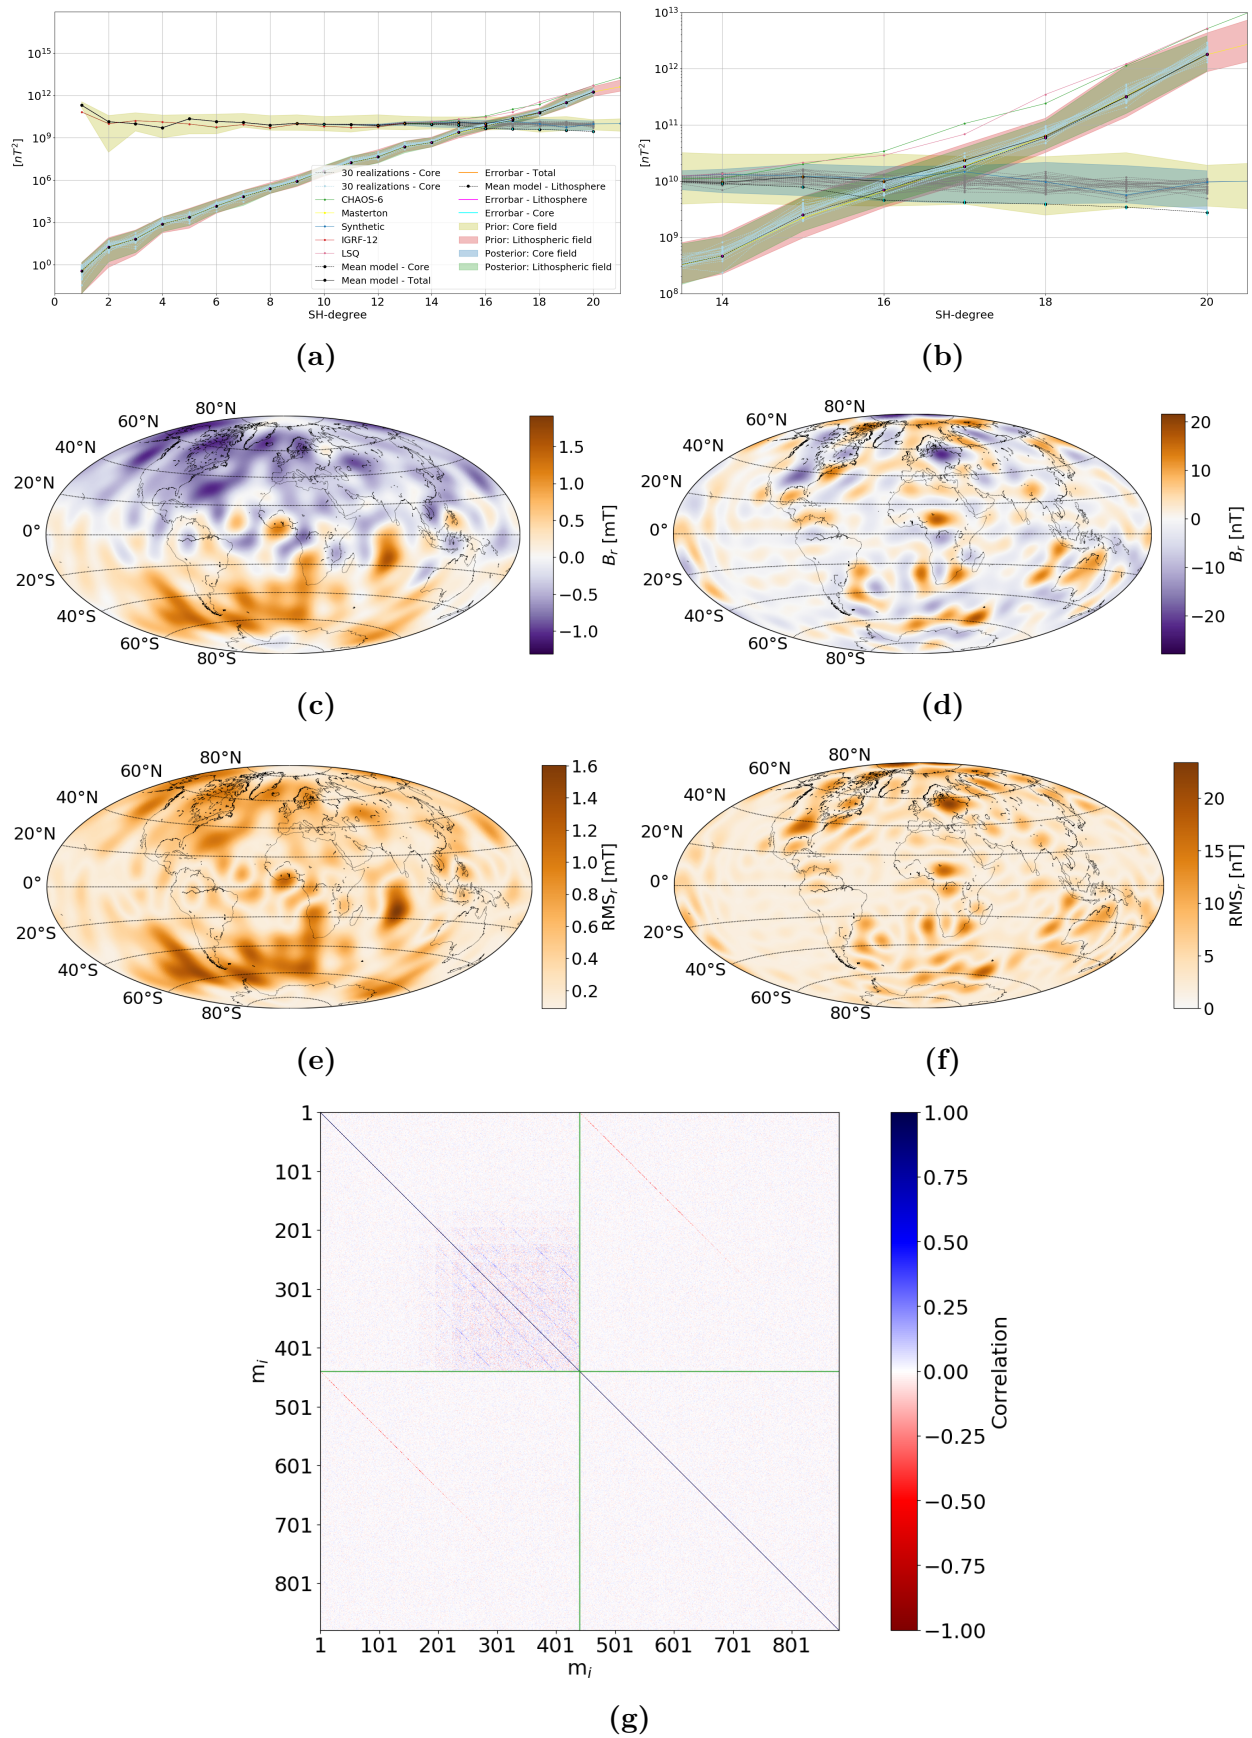 10^15
10^12
10^9
10^6
10^3
10^0
[nT^2]
0 2 4 6 8 10 12 14 16 18 20
SH-degree
30 realizations - Core
30 realizations - Core
CHAOS-6
Masterton
Synthetic
IGRF-12
LSQ
Mean model - Core
Mean model - Total
Errorbar - Total
Mean model - Lithosphere
Errorbar - Lithosphere
Errorbar - Core
Prior: Core field
Prior: Lithospheric field
Posterior: Core field
Posterior: Lithospheric field
(a)
10^13
10^12
10^11
10^10
10^9
10^8
[nT^2]
14 16 18 20
SH-degree
(b)
80°N
60°N
40°N
20°N
0°
20°S
40°S
60°S
80°S
1.5
1.0
0.5
0.0
−0.5
−1.0
B_r [mT]
(c)
80°N
60°N
40°N
20°N
0°
20°S
40°S
60°S
80°S
20
10
0
−10
−20
B_r [mT]
(d)
80°N
60°N
40°N
20°N
0°
20°S
40°S
60°S
80°S
1.6
1.4
1.2
1.0
0.8
0.6
0.4
0.2
RMS_r [mT]
(e)
80°N
60°N
40°N
20°N
0°
20°S
40°S
60°S
80°S
20
15
10
5
0
RMS_r [mT]
(f)
1
101
201
301
401
501
601
701
801
m_i
1 101 201 301 401 501 601 701 801
m_i
1.00
0.75
0.50
0.25
0.00
−0.25
−0.50
−0.75
−1.00
Correlation
(g)